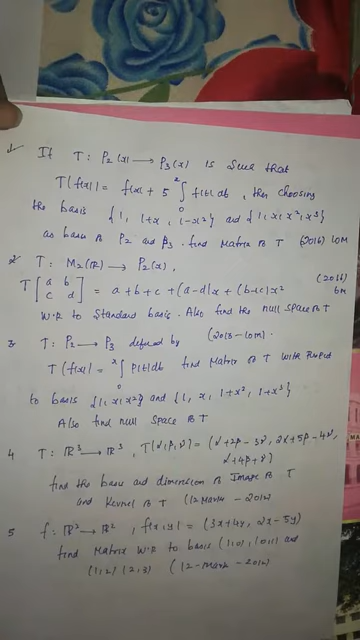 1 If T : P₂(x) ⟶ P₃(x) is such that
T(f(x)) = f(x) + 5 ∫₀ˣ f(t)dt, then choosing
the basis {1, 1+x, 1-x²} and {1, x, x², x³}
as bases of P₂ and P₃. find Matrix of T (2016) 10M
2 T : M₂(R) ⟶ P₂(x),
T [a b; c d] = a+b+c + (a-d)x + (b+c)x² (2016) 6M
W.R to Standard basis. Also find the null space of T
3 T : P₂ ⟶ P₃ defined by (2013-10M).
T(f(x)) = ∫₀ˣ P(t)dt find Matrix of T with Respect
to basis {1, x, x²} and {1, x, 1+x², 1+x³}
Also find null space of T
4 T : R³ ⟶ R³, T(α, β, γ) = (α+2β-3γ, 2α+5β-4γ,
α+4β+γ)
find the bases and dimension of Image of T
and Kernel of T (12 Marks - 2012)
5 f : R² ⟶ R², f(x, y) = (3x+4y, 2x-5y)
find Matrix W.R to basis (1,0), (0,1) and
(1,2) (2,3) (12-Mark - 2012)